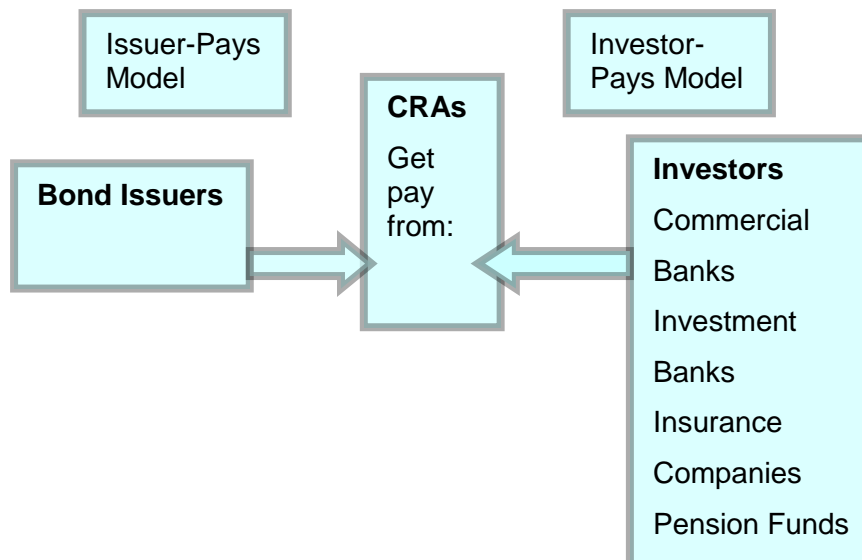 Issuer-Pays
Model
Investor-
Pays Model
CRAs
Get
pay
from:
Bond Issuers
Investors
Commercial
Banks
Investment
Banks
Insurance
Companies
Pension Funds